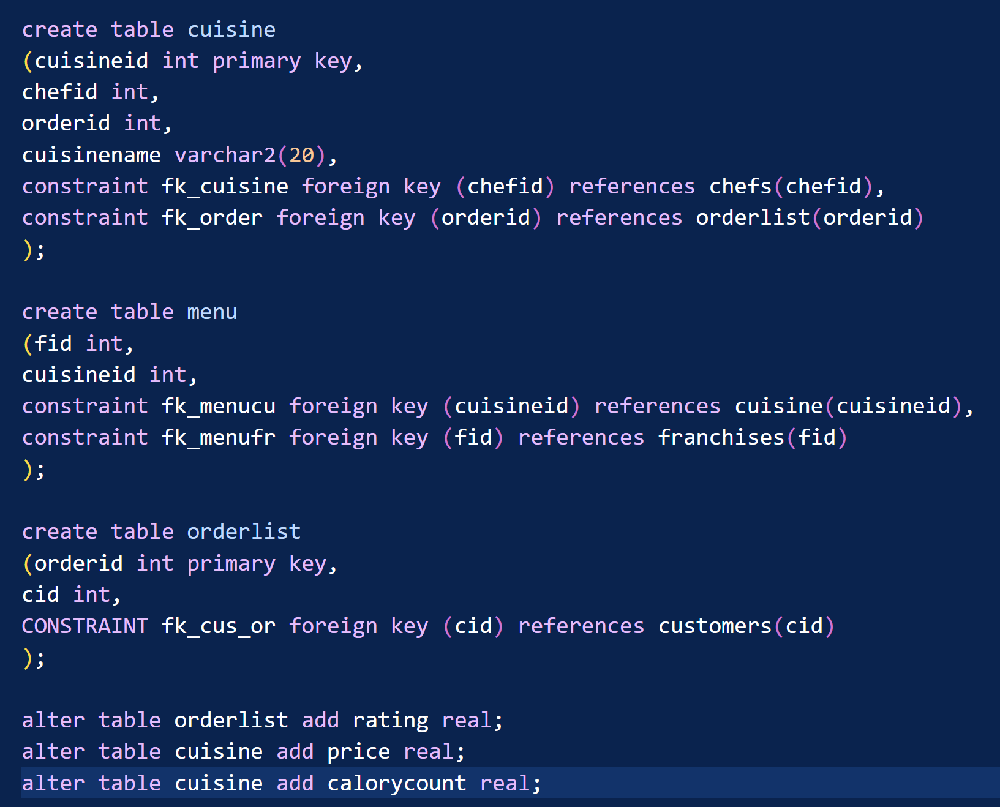 create table cuisine
(cuisineid int primary key,
chefid int,
orderid int,
cuisinename varchar2(20),
constraint fk_cuisine foreign key (chefid) references chefs(chefid),
constraint fk_order foreign key (orderid) references orderlist(orderid)
);
create table menu
(fid int,
cuisineid int,
constraint fk_menucu foreign key (cuisineid) references cuisine(cuisineid),
constraint fk_menufr foreign key (fid) references franchises(fid)
);
create table orderlist
(orderid int primary key,
cid int,
CONSTRAINT fk_cus_or foreign key (cid) references customers(cid)
);
alter table orderlist add rating real;
alter table cuisine add price real;
alter table cuisine add calorycount real;